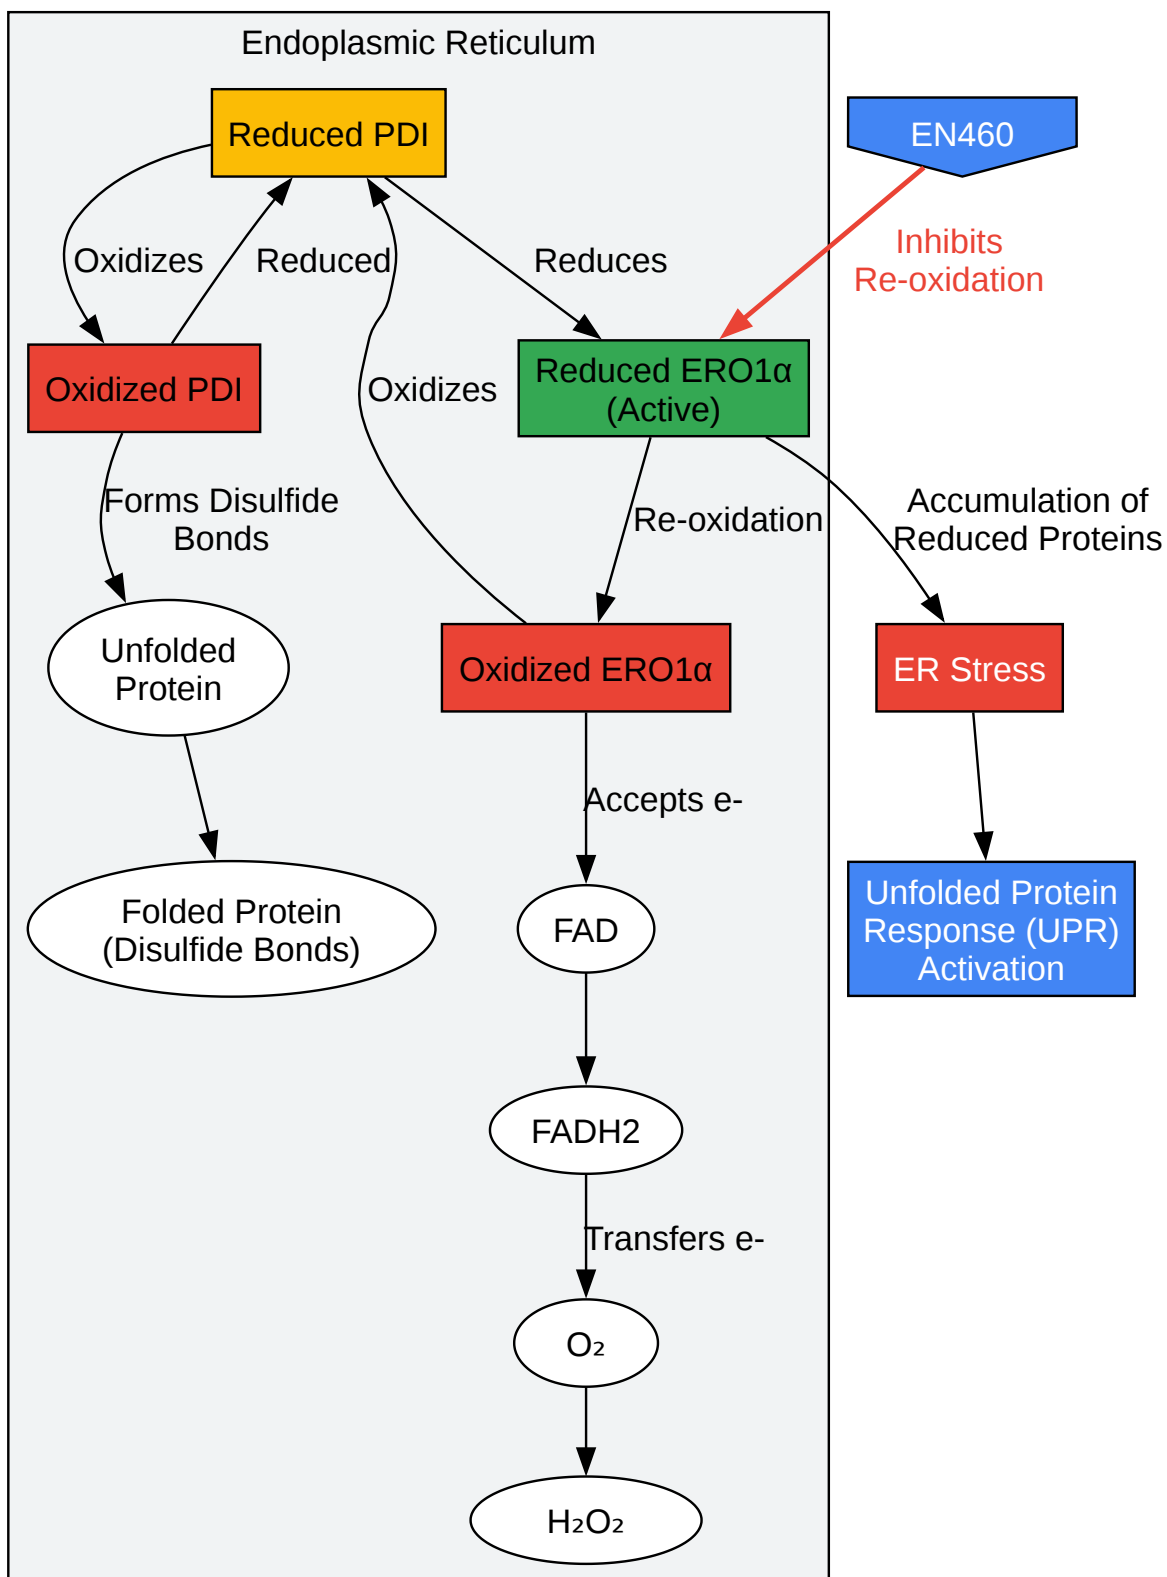 Endoplasmic Reticulum
Reduced PDI
EN460
Inhibits
Re-oxidation
Oxidizes
Reduced
Reduces
Oxidized PDI
Oxidizes
Reduced ERO1α
(Active)
Forms Disulfide
Bonds
Re-oxidation
Accumulation of
Reduced Proteins
Unfolded
Protein
Oxidized ERO1α
ER Stress
Accepts e-
Folded Protein
(Disulfide Bonds)
FAD
Unfolded Protein
Response (UPR)
Activation
FADH2
Transfers e-
O₂
H₂O₂